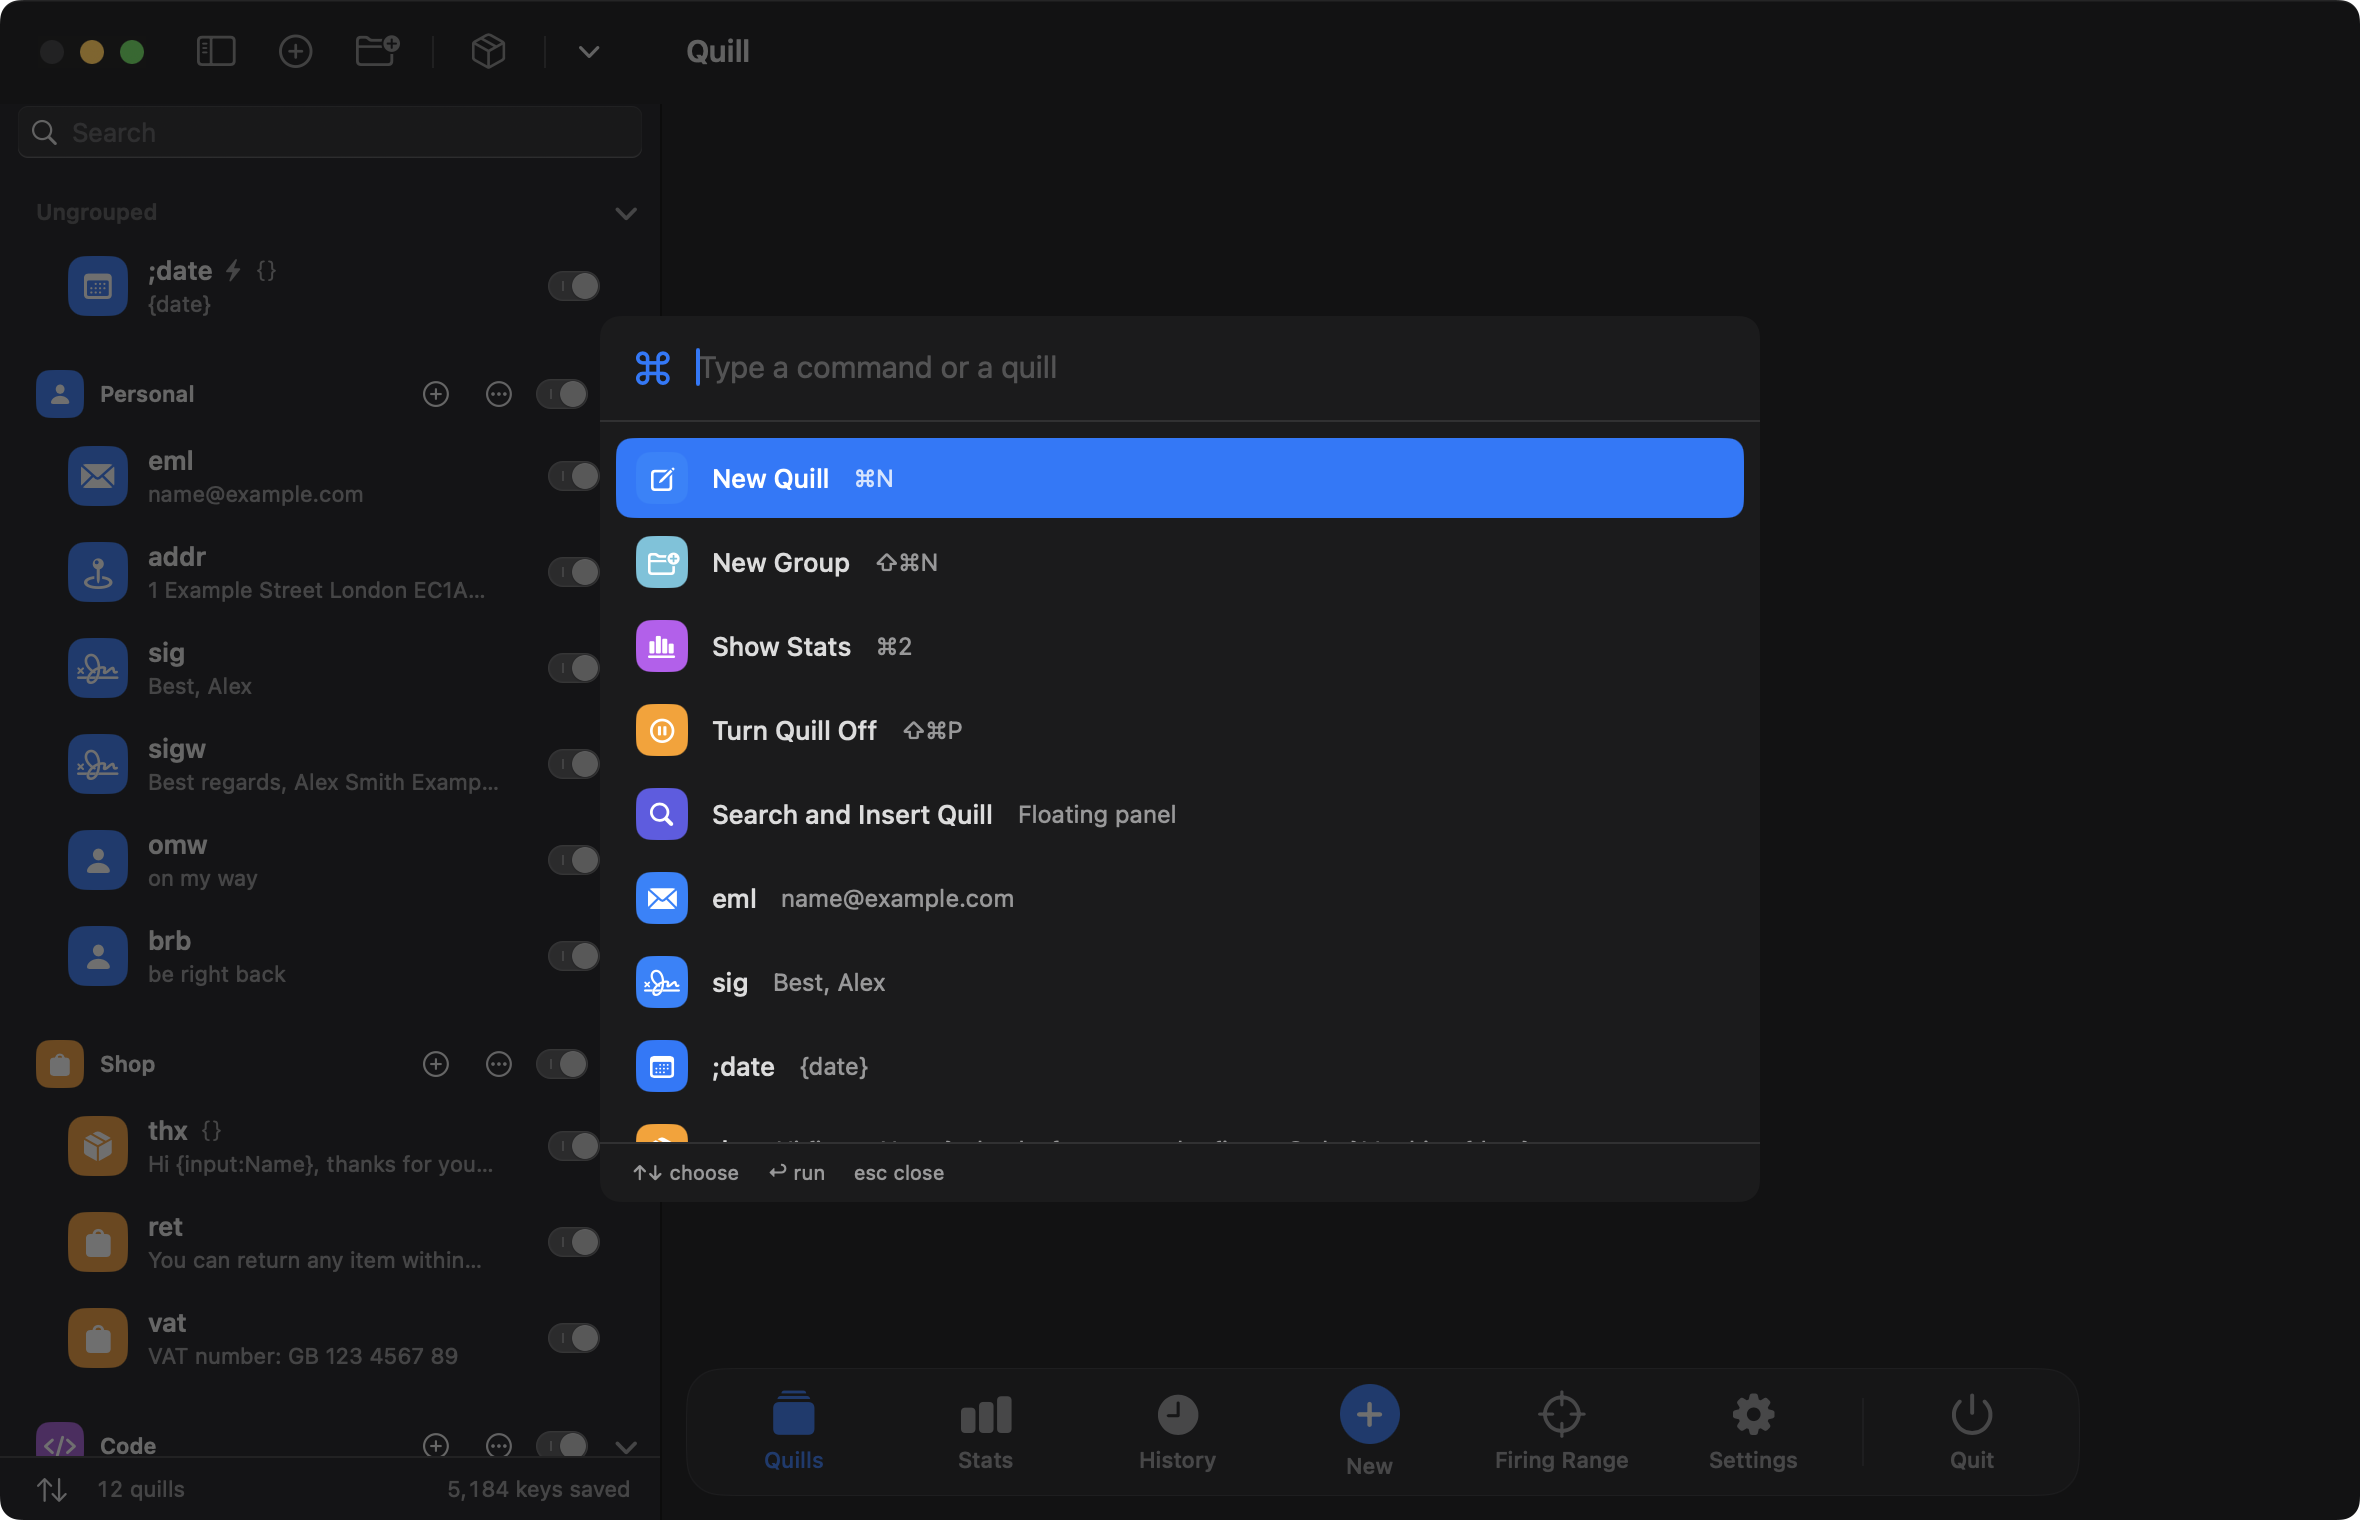 Quill
Search
Ungrouped
;date {}
{date}
Personal
eml
name@example.com
addr
1 Example Street London EC1A...
sig
Best, Alex
sigw
Best regards, Alex Smith Examp...
omw
on my way
brb
be right back
Shop
thx {}
Hi {input:Name}, thanks for you...
ret
You can return any item within...
vat
VAT number: GB 123 4567 89
Code
12 quills
5,184 keys saved
Type a command or a quill
New Quill ⌘N
New Group ⇧⌘N
Show Stats ⌘2
Turn Quill Off ⇧⌘P
Search and Insert Quill Floating panel
eml name@example.com
sig Best, Alex
;date {date}
↑↓ choose ↩ run esc close
Quills
Stats
History
New
Firing Range
Settings
Quit